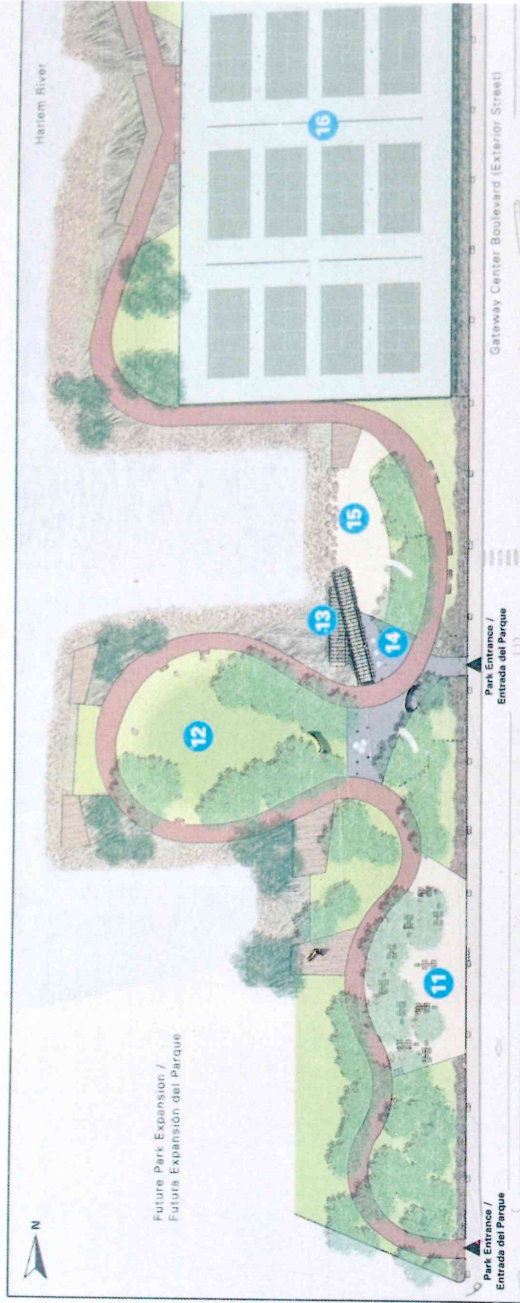 N
Harlem River
Future Park Expansion /
Futura Expansión del Parque
11
12
13
14
15
16
Park Entrance /
Entrada del Parque
Park Entrance /
Entrada del Parque
Gateway Center Boulevard (Exterior Street)